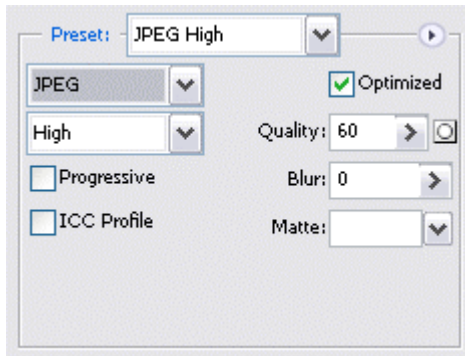 Preset: JPEG High
JPEG Optimized
High Quality: 60
Progressive Blur: 0
ICC Profile Matte: